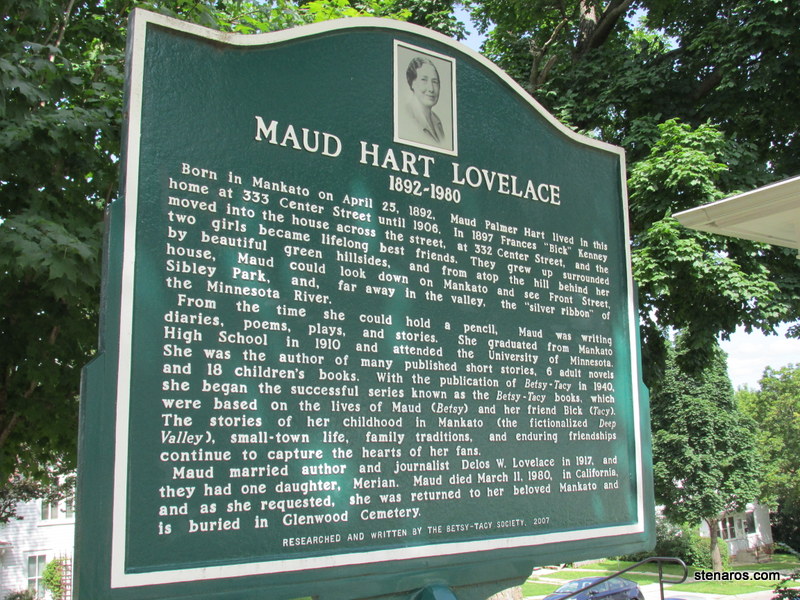 MAUD HART LOVELACE
1892-1980
Born in Mankato on April 25, 1892, Maud Palmer Hart lived in this
home at 333 Center Street until 1906. In 1897 Frances "Bick" Kenney
moved into the house across the street, at 332 Center Street, and the
two girls became lifelong best friends. They grew up surrounded
by beautiful green hillsides, and from atop the hill behind her
house, Maud could look down on Mankato and see Front Street,
Sibley Park, and, far away in the valley, the "silver ribbon" of
the Minnesota River.
From the time she could hold a pencil, Maud was writing
diaries, poems, plays, and stories. She graduated from Mankato
High School in 1910 and attended the University of Minnesota.
She was the author of many published short stories, 6 adult novels
and 18 children's books. With the publication of Betsy-Tacy in 1940,
she began the successful series known as the Betsy-Tacy books, which
were based on the lives of Maud (Betsy) and her friend Bick (Tacy).
The stories of her childhood in Mankato (the fictionalized Deep
Valley), small-town life, family traditions, and enduring friendships
continue to capture the hearts of her fans.
Maud married author and journalist Delos W. Lovelace in 1917, and
they had one daughter, Merian. Maud died March 11, 1980, in California,
and as she requested, she was returned to her beloved Mankato and
is buried in Glenwood Cemetery.
RESEARCHED AND WRITTEN BY THE BETSY-TACY SOCIETY, 2007
stenaros.com